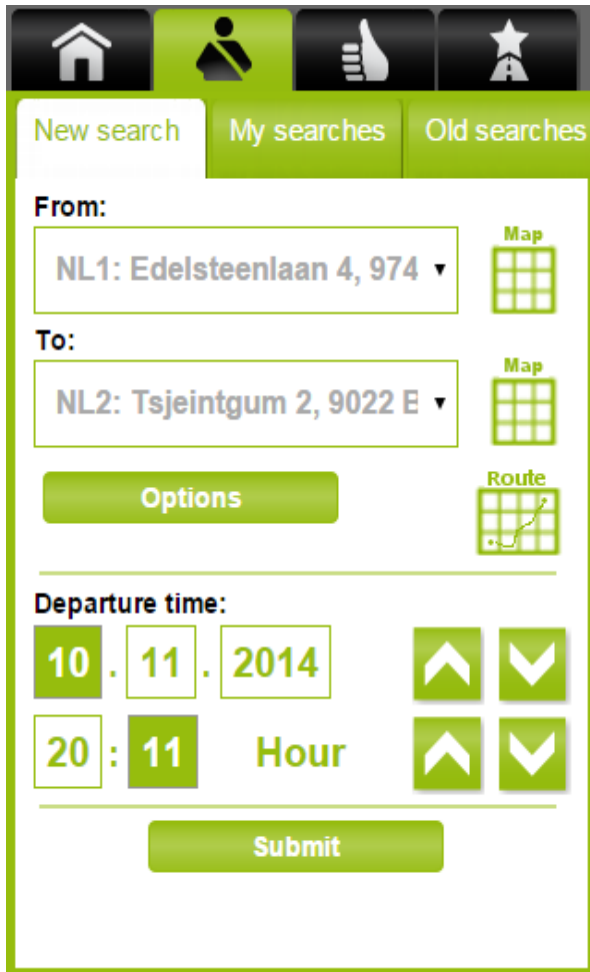 New search My searches Old searches
From:
Map
NL1: Edelsteenlaan 4, 974
To:
Map
NL2: Tsjeintgum 2, 9022 B
Options
Route
Departure time:
10 . 11 . 2014
20 : 11 Hour
Submit